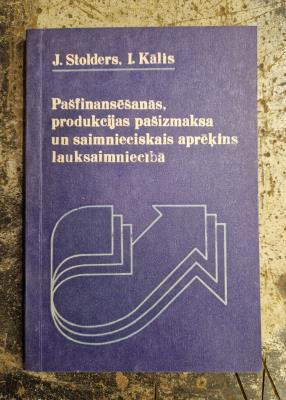 J. Stolders, I. Kalis
Pašfinansēšanās,
produkcijas pašizmaksa
un saimnieciskais aprēķins
lauksaimniecībā